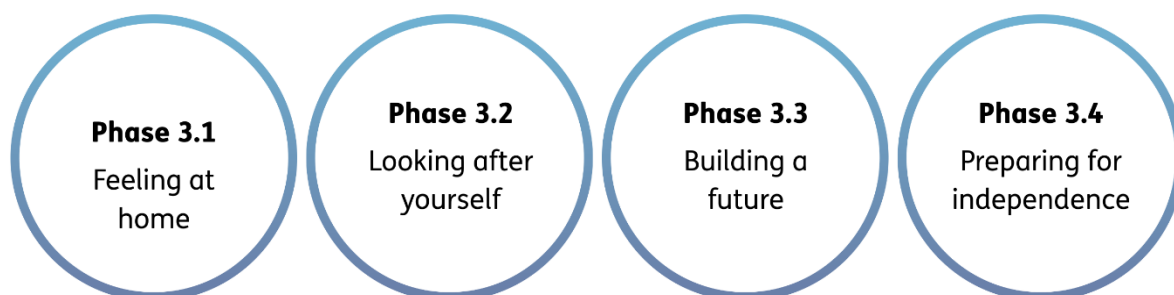 Phase 3.1
Feeling at
home
Phase 3.2
Looking after
yourself
Phase 3.3
Building a
future
Phase 3.4
Preparing for
independence